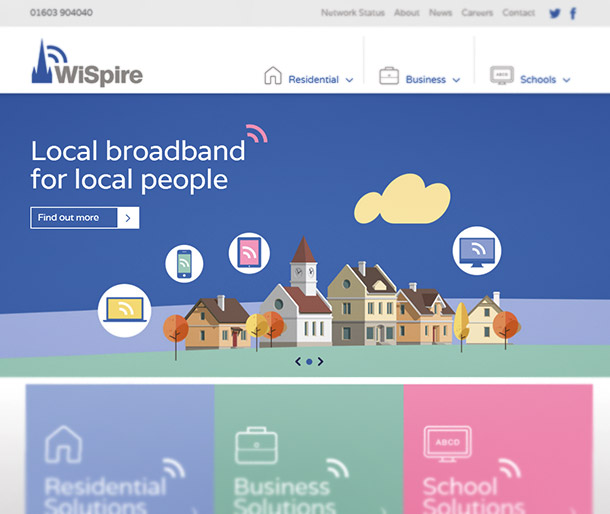 01603 904040
Network Status About News Careers Contact
WiSpire
Residential
Business
ABCD
Schools
Local broadband
for local people
Find out more
Residential
Solutions
Business
Solutions
ABCD
School
Solutions